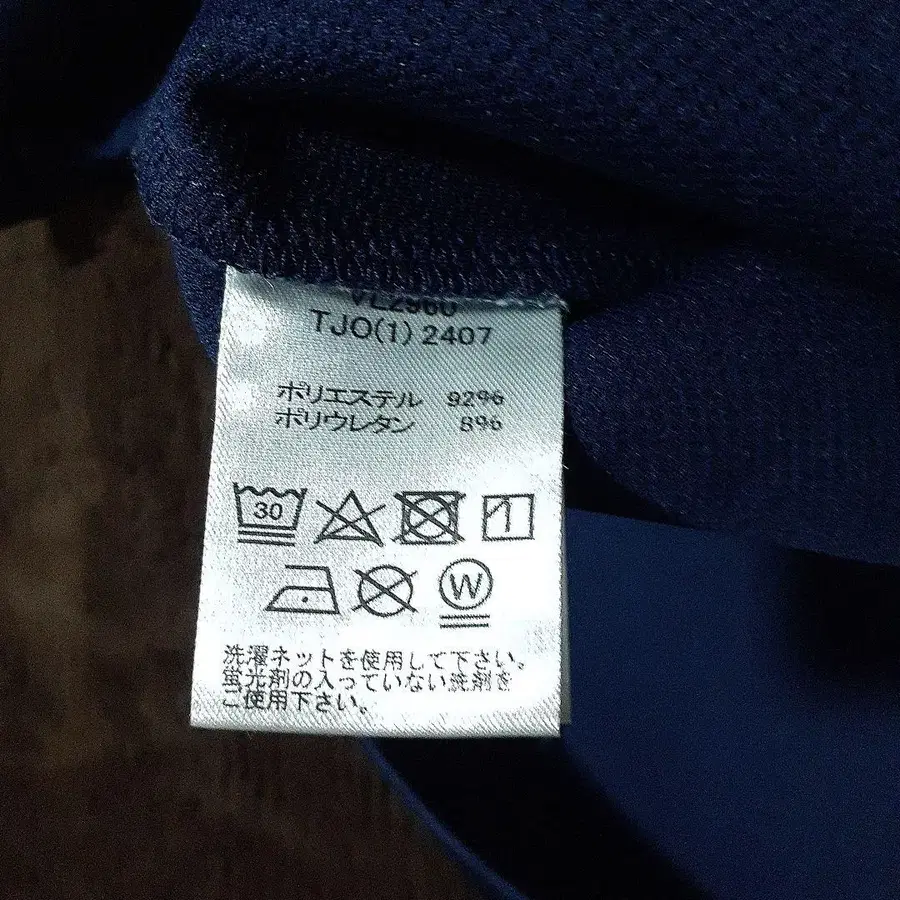 VL2960
TJO(1) 2407
ポリエステル 92%
ポリウレタン 8%
30
W
洗濯ネットを使用して下さい。
蛍光剤の入っていない洗剤を
ご使用下さい。